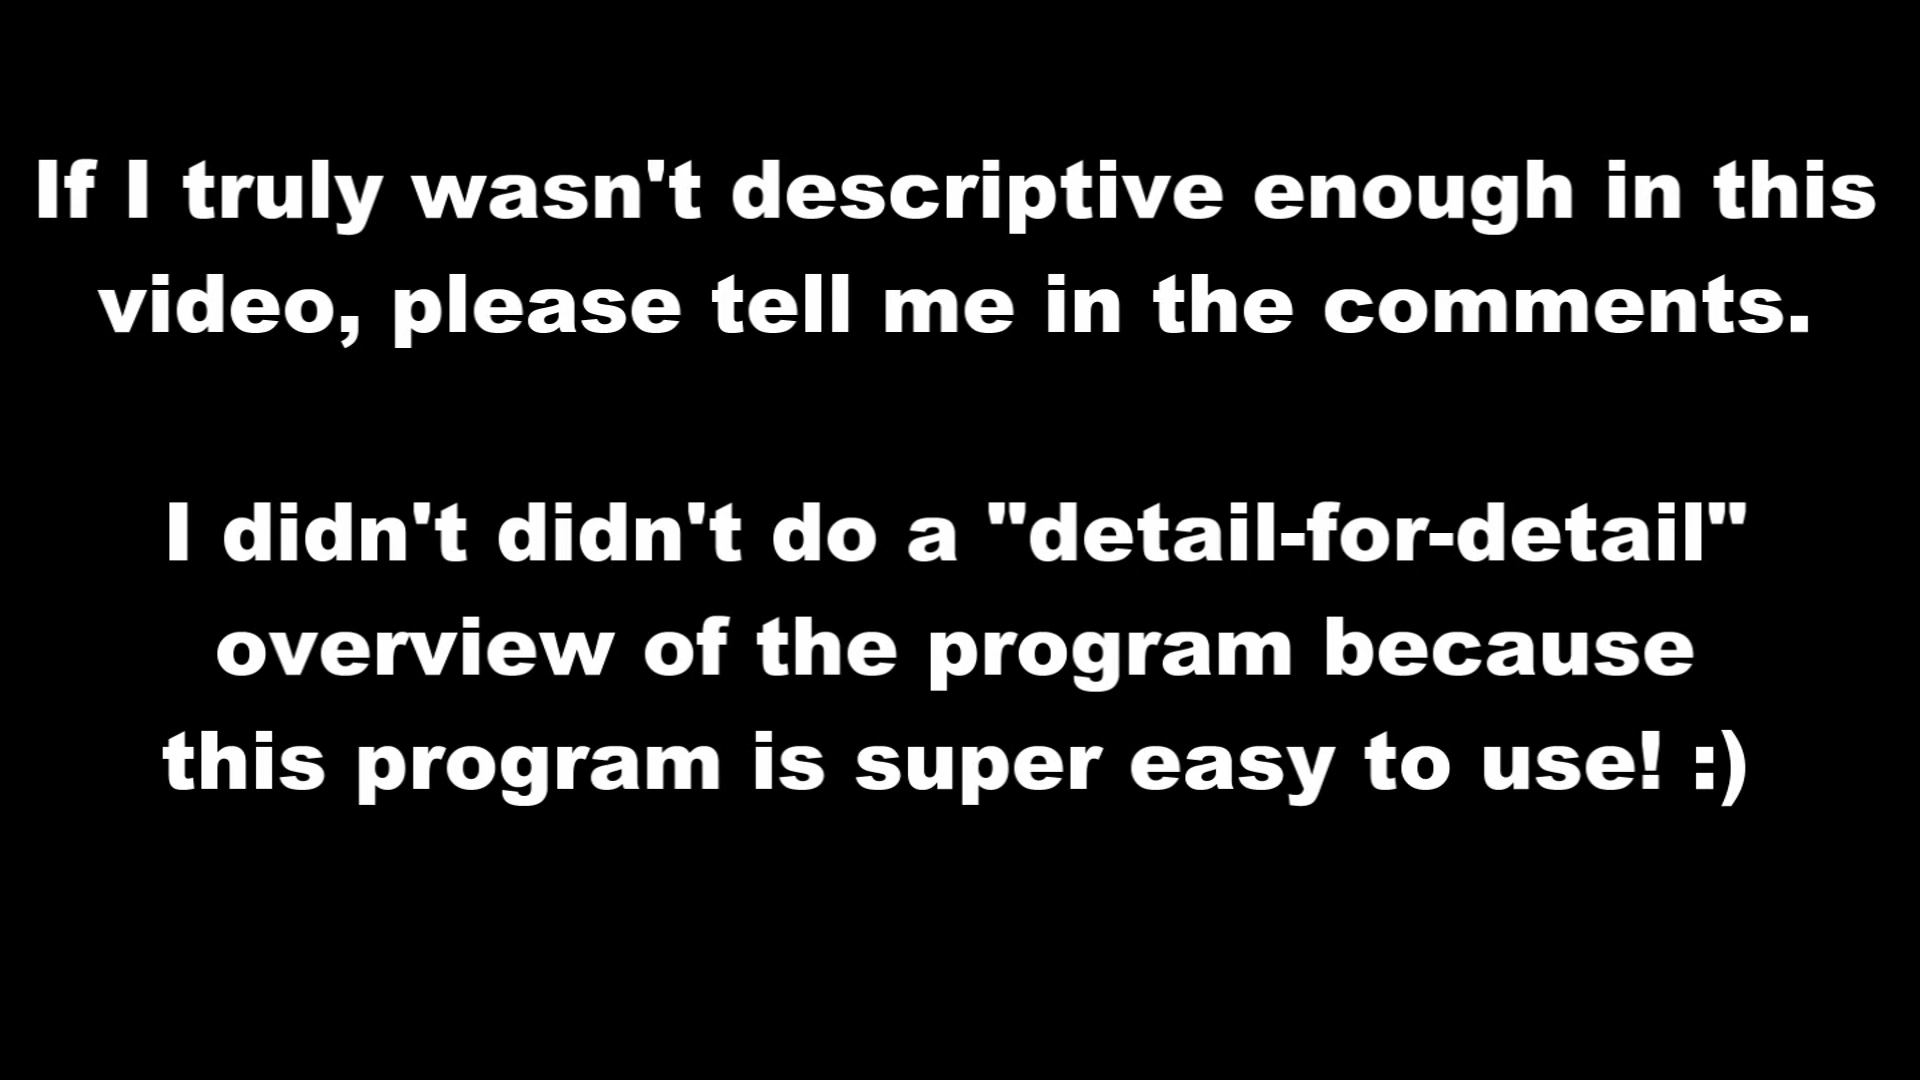 If I truly wasn't descriptive enough in this
video, please tell me in the comments.
I didn't didn't do a "detail-for-detail"
overview of the program because
this program is super easy to use! :)